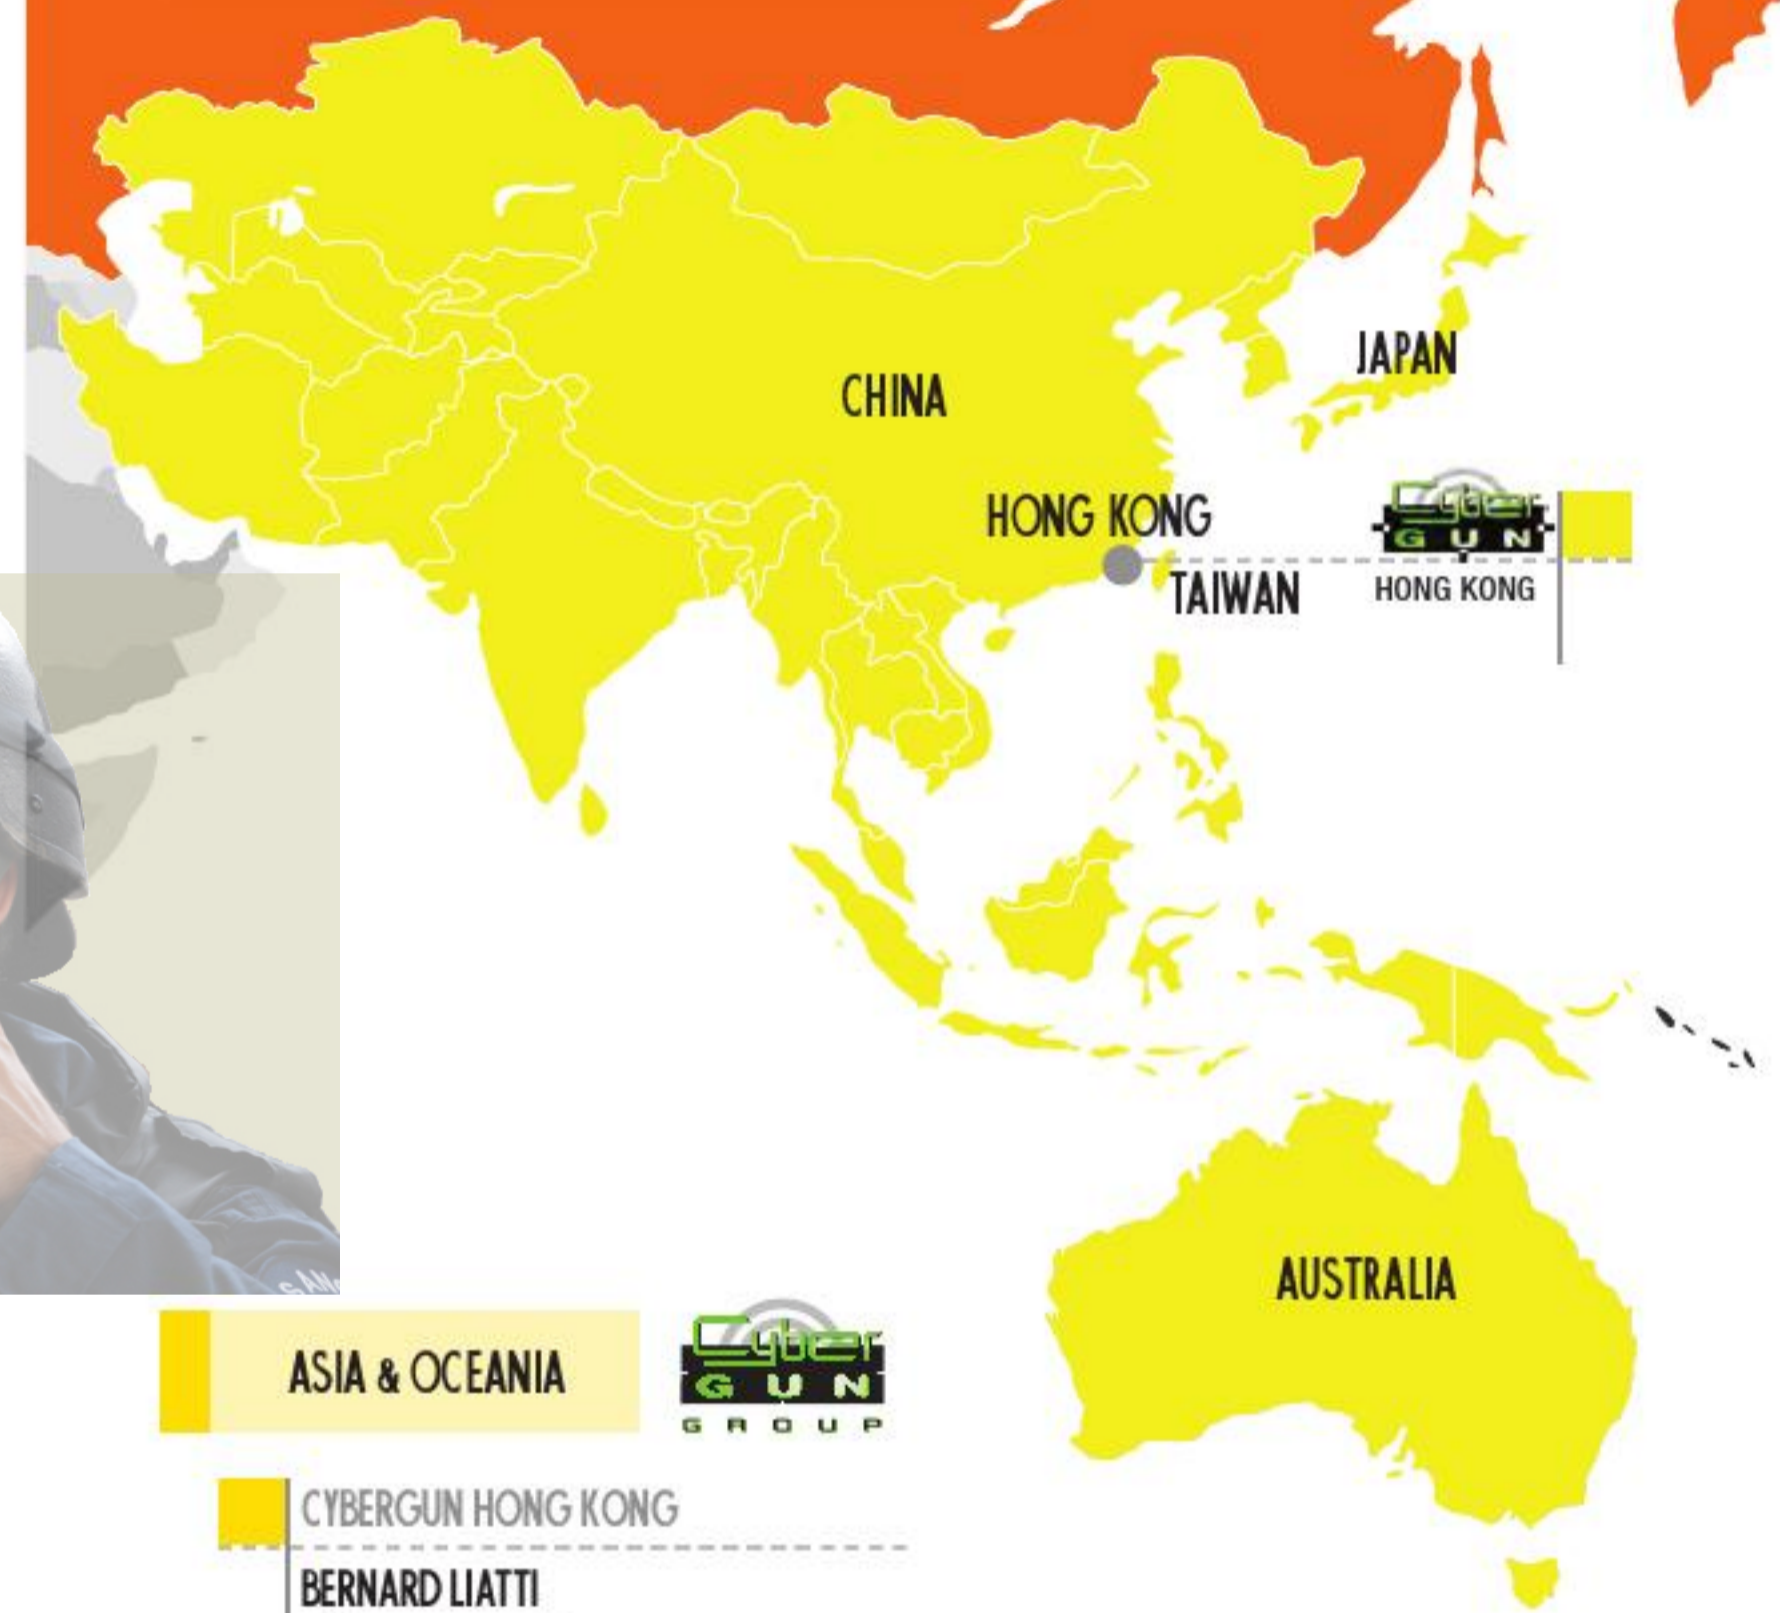 JAPAN
CHINA
HONG KONG
Cyber
GUN
HONG KONG
TAIWAN
AUSTRALIA
ASIA & OCEANIA
Cyber
GUN
GROUP
CYBERGUN HONG KONG
BERNARD LIATTI